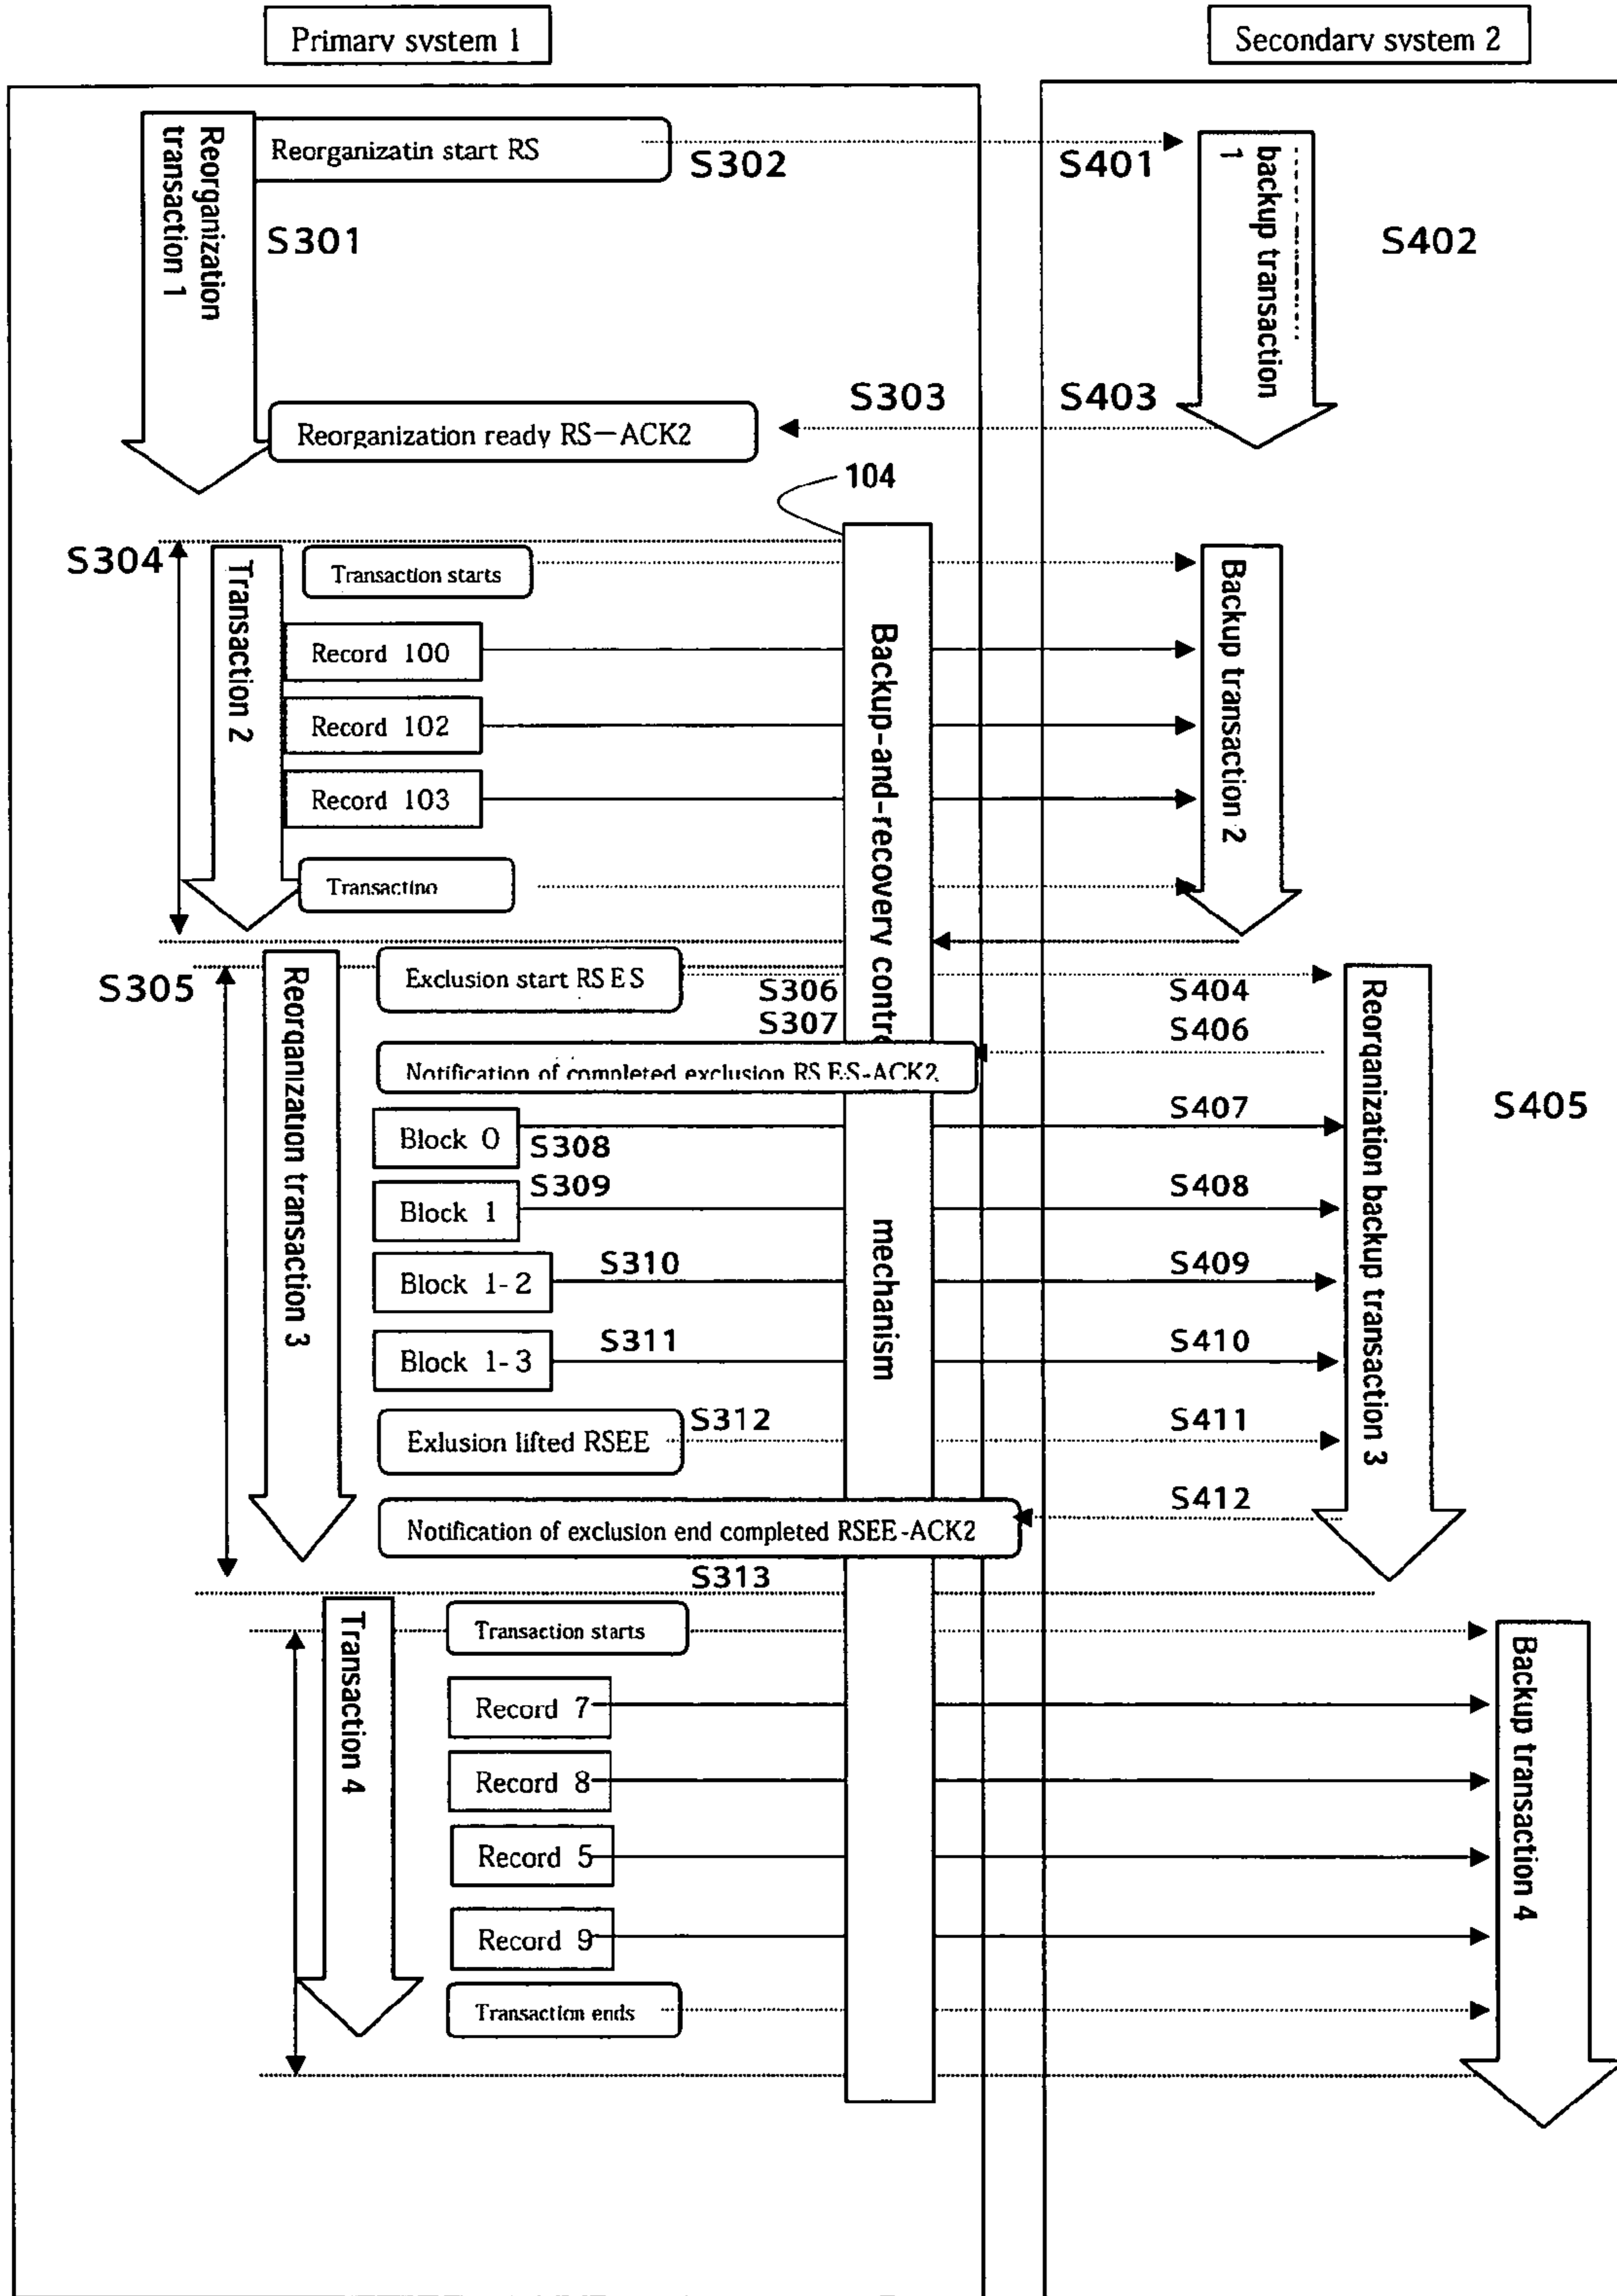 Primary system 1
Secondary system 2
Reorganization
transaction 1
Reorganizatin start RS
S302
S401
backup transaction
1
S301
S402
S303
S403
Reorganization ready RS-ACK2
104
S304
Transaction 2
Transaction starts
Record 100
Record 102
Record 103
Transactino
Backup-and-recovery contro
mechanism
Backup transaction 2
S305
Reorganization transaction 3
Exclusion start RSES
S306
S404
S307
S406
Notification of completed exclusion RSES-ACK2
Reorganization backup transaction 3
S405
Block 0
S308
S407
Block 1
S309
S408
Block 1-2
S310
S409
Block 1-3
S311
S410
Exlusion lifted RSEE
S312
S411
Notification of exclusion end completed RSEE-ACK2
S412
S313
Transaction 4
Transaction starts
Record 7
Record 8
Record 5
Record 9
Transaction ends
Backup transaction 4